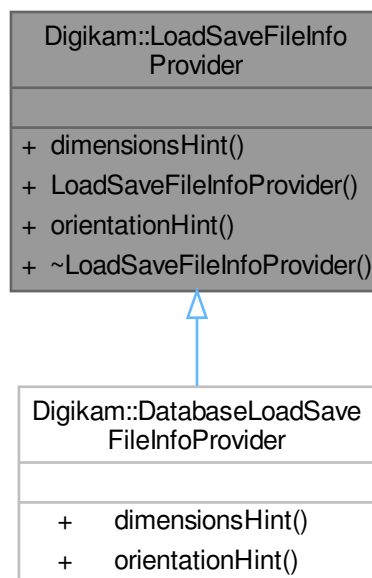 Digikam::LoadSaveFileInfo
Provider
+ dimensionsHint()
+ LoadSaveFileInfoProvider()
+ orientationHint()
+ ~LoadSaveFileInfoProvider()
Digikam::DatabaseLoadSave
FileInfoProvider
+ dimensionsHint()
+ orientationHint()